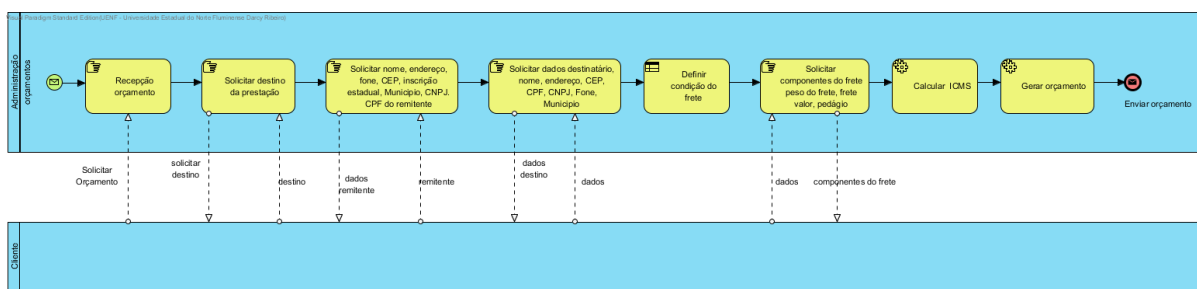 Visual Paradigm Standard Edition(UENF - Universidade Estadual do Norte Fluminense Darcy Ribeiro)
Administração
orçamentos
Recepção
orçamento
Solicitar destino
da prestação
Solicitar nome, endereço,
fone, CEP, inscrição
estadual, Municipio, CNPJ.
CPF do remitente
Solicitar dados destinatário,
nome, endereço, CEP,
CPF, CNPJ, Fone,
Municipio
Definir
condição do
frete
Solicitar
componentes do frete
peso do frete, frete
valor, pedágio
Calcular ICMS
Gerar orçamento
Enviar orçamento
Solicitar
Orçamento
solicitar
destino
destino
dados
remitente
remitente
dados
destino
dados
dados
componentes do frete
Cliente